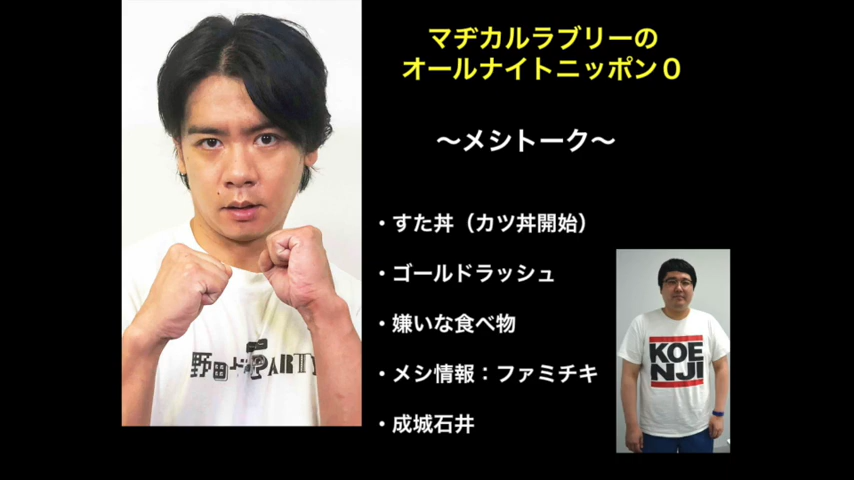 マヂカルラブリーの
オールナイトニッポン０
～メシトーク～
・すた丼（カツ丼開始）
・ゴールドラッシュ
・嫌いな食べ物
・メシ情報：ファミチキ
・成城石井
KOE
NJI
PARTY